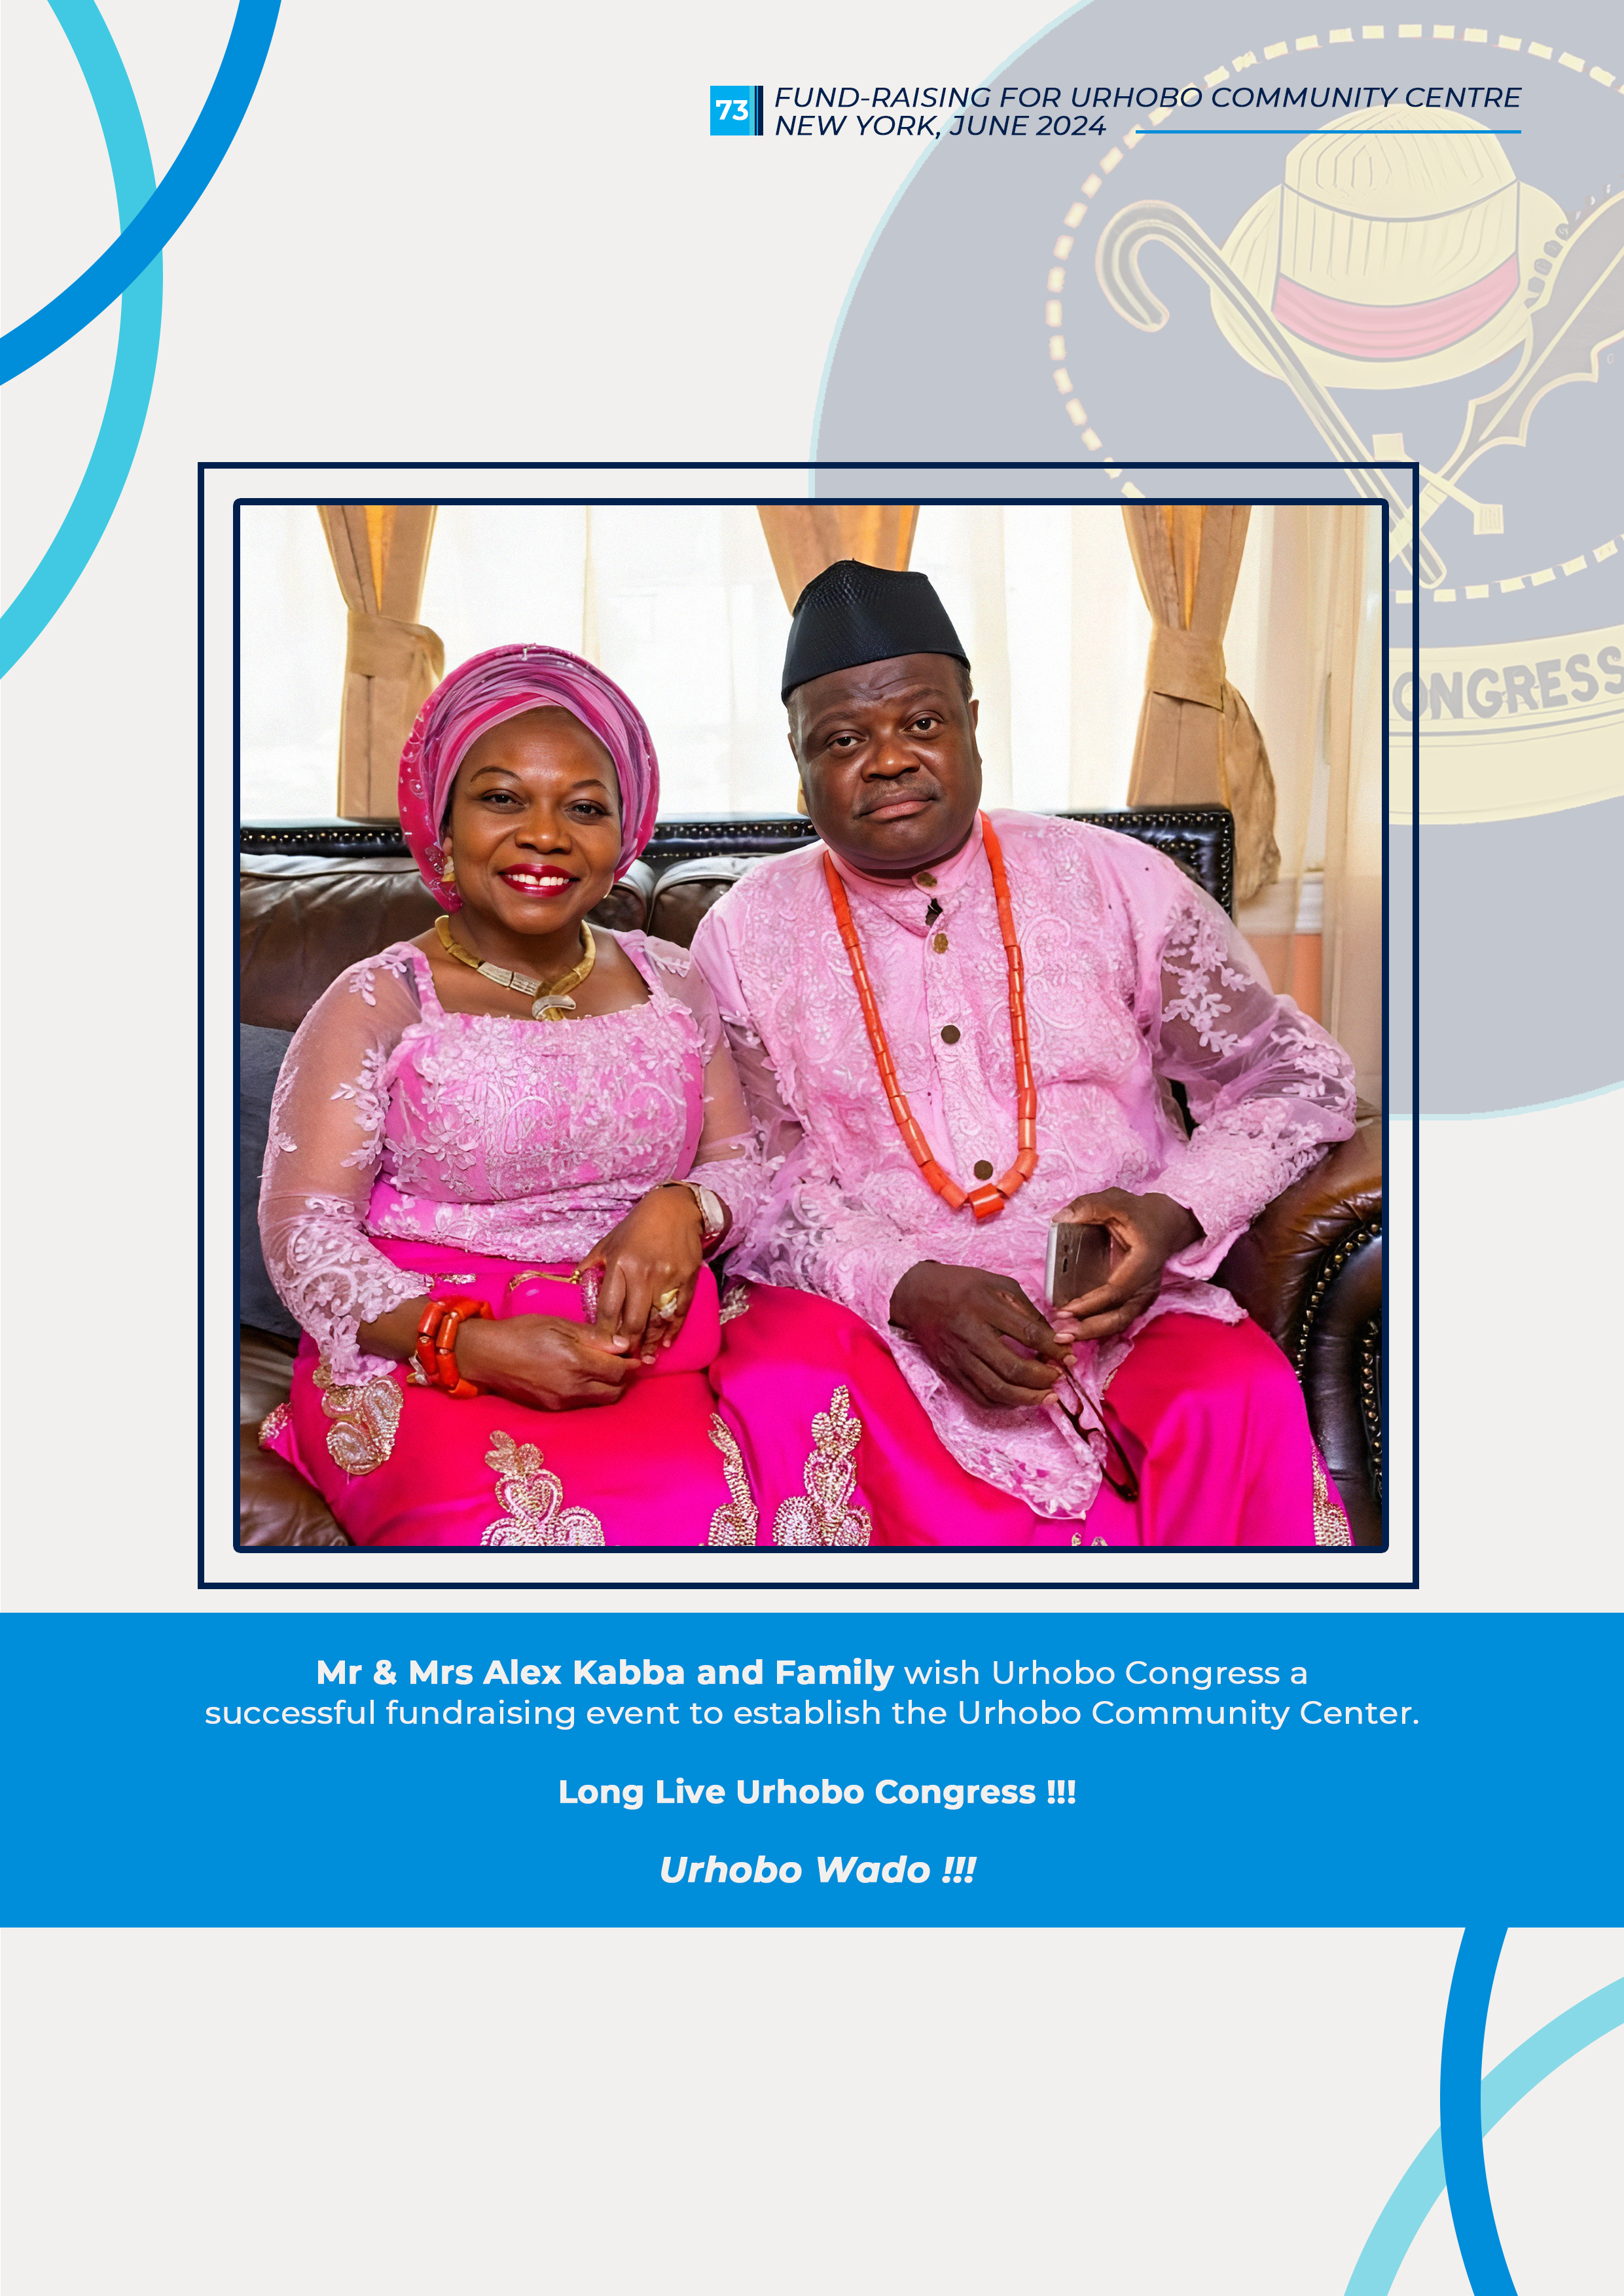 73
FUND-RAISING FOR URHOBO COMMUNITY CENTRE
NEW YORK, JUNE 2024
ONGRESS
Mr & Mrs Alex Kabba and Family wish Urhobo Congress a
successful fundraising event to establish the Urhobo Community Center.
Long Live Urhobo Congress !!!
Urhobo Wado !!!